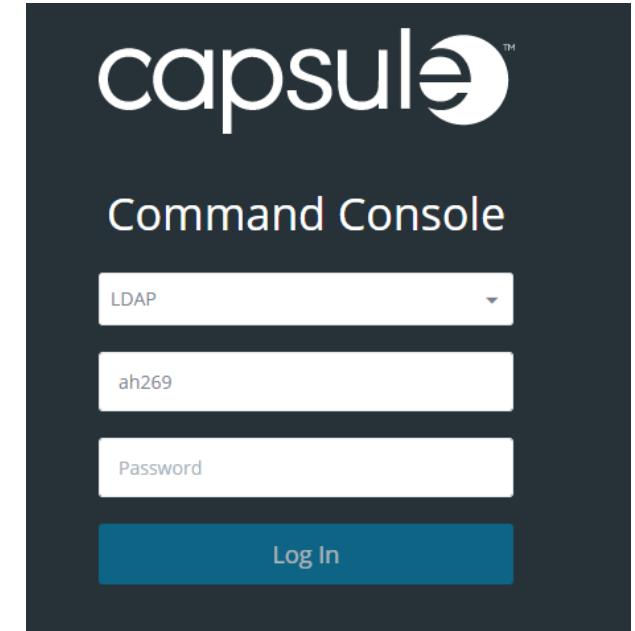 capsule™
Command Console
LDAP
ah269
Password
Log In